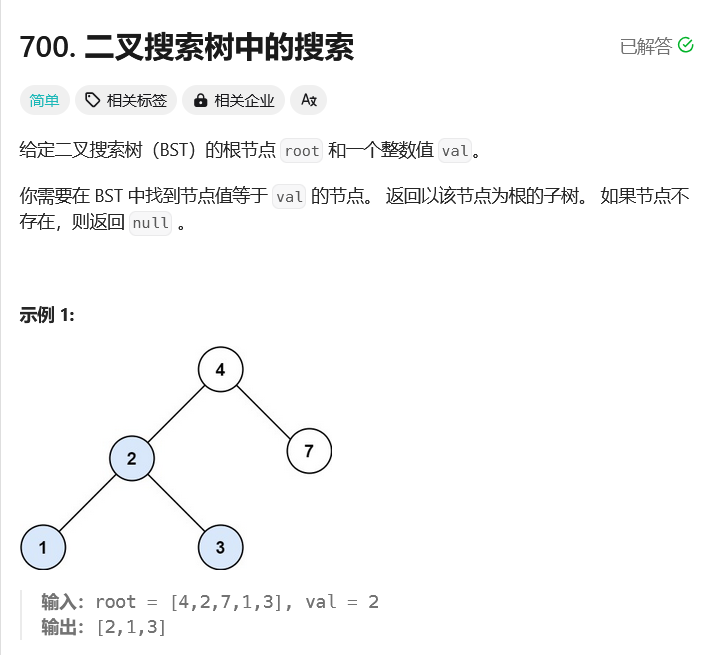 700. 二叉搜索树中的搜索
已解答
简单
相关标签
相关企业
给定二叉搜索树（BST）的根节点 root 和一个整数值 val。
你需要在 BST 中找到节点值等于 val 的节点。 返回以该节点为根的子树。 如果节点不
存在，则返回 null 。
示例 1:
4
2
7
1
3
输入：root = [4,2,7,1,3], val = 2
输出：[2,1,3]